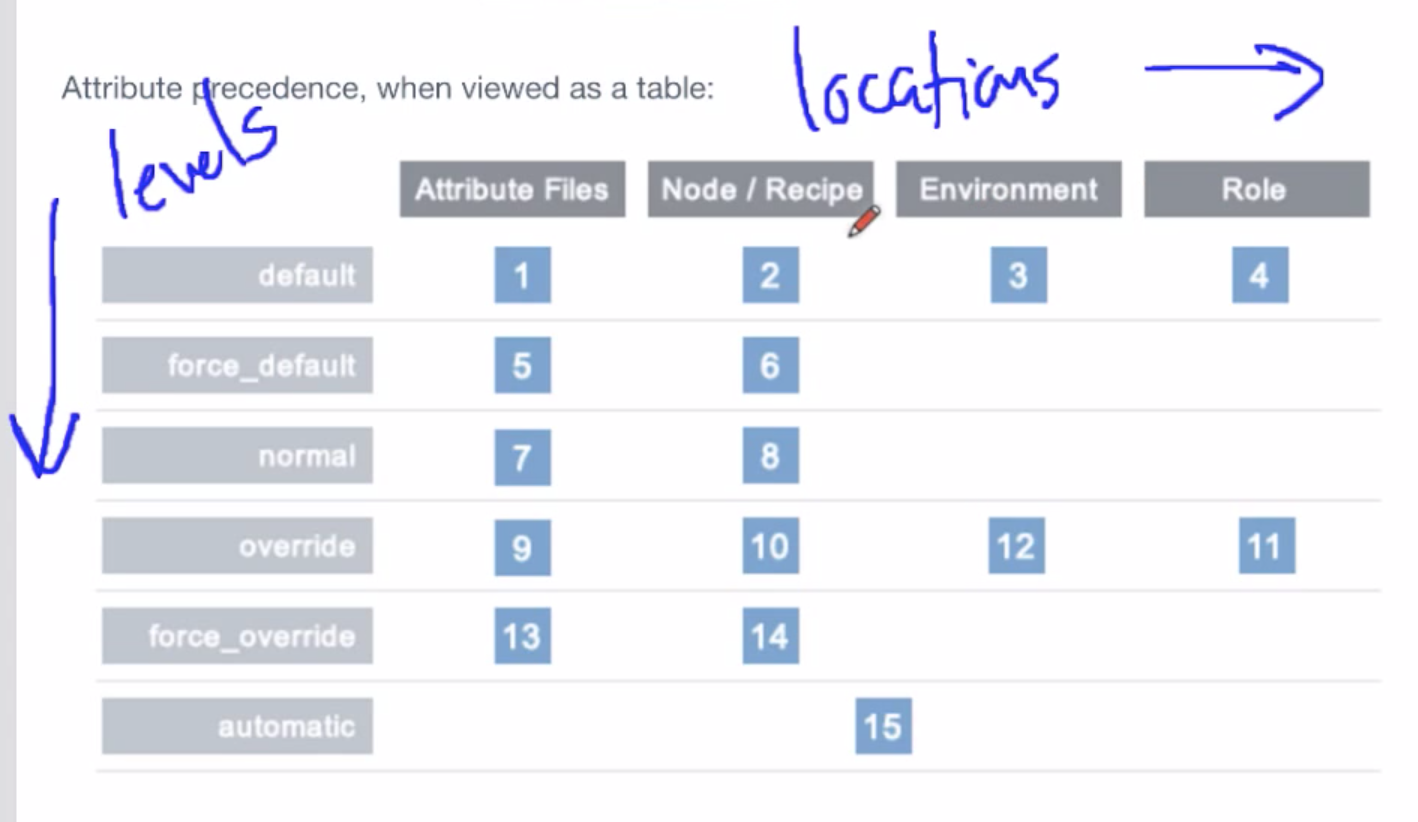 Attribute precedence, when viewed as a table:
locations
levels
Attribute Files Node / Recipe Environment Role
default 1 2 3 4
force_default 5 6
normal 7 8
override 9 10 12 11
force_override 13 14
automatic 15